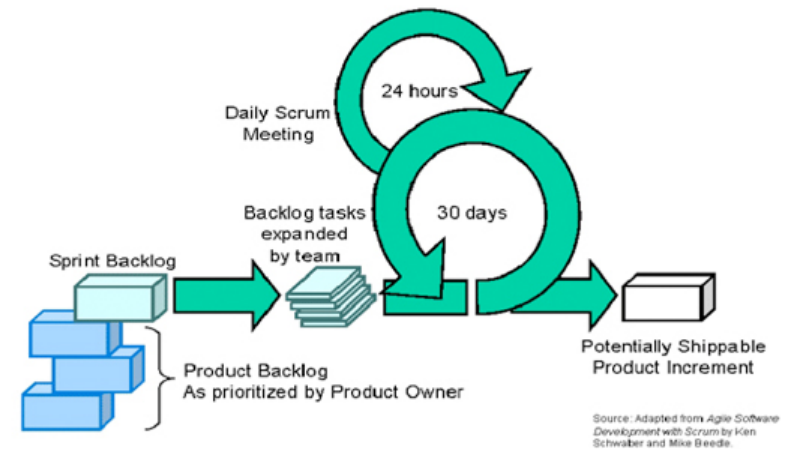 24 hours
Daily Scrum
Meeting
Backlog tasks
expanded
by team
30 days
Sprint Backlog
Potentially Shippable
Product Increment
Product Backlog
As prioritized by Product Owner
Source: Adapted from Agile Software
Development with Scrum by Ken
Schwaber and Mike Beedle.